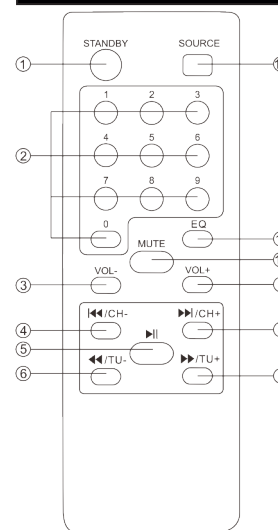 STANDBY SOURCE
①
1 2 3
4 5 6
②
7 8 9
0 EQ
MUTE
VOL- VOL+
③
④ |◀◀/CH- ▶▶|/CH+
⑤ ▶||
⑥ ◀◀/TU- ▶▶/TU+